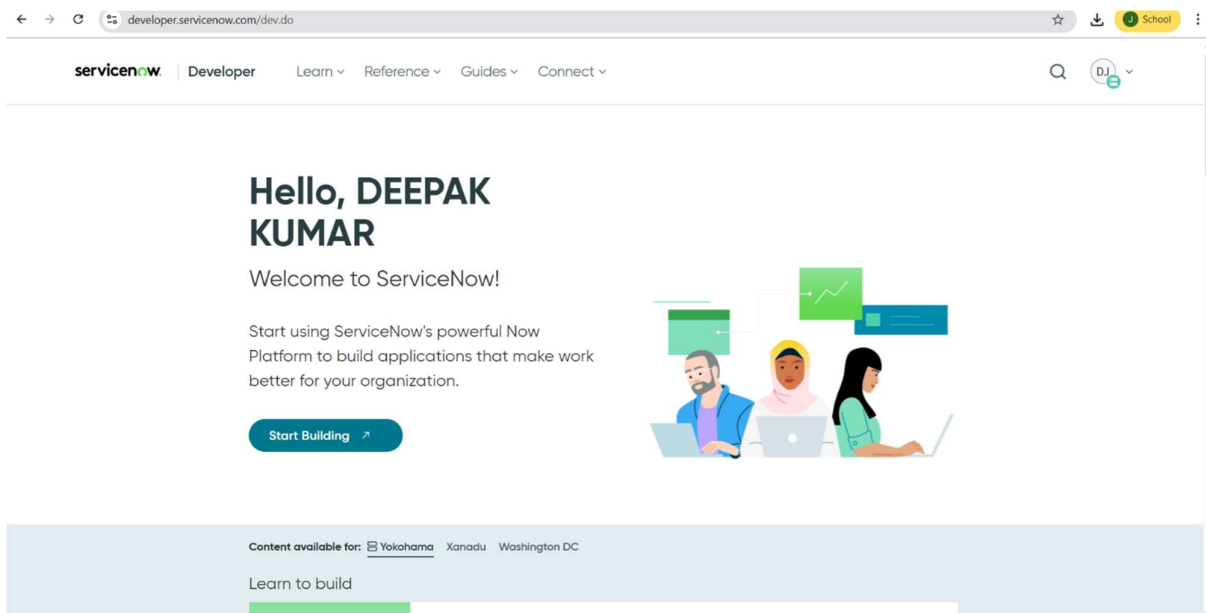 developer.servicenow.com/dev.do
J School
servicenow. Developer Learn Reference Guides Connect DJ
Hello, DEEPAK
KUMAR
Welcome to ServiceNow!
Start using ServiceNow's powerful Now
Platform to build applications that make work
better for your organization.
Start Building
Content available for: Yokohama Xanadu Washington DC
Learn to build